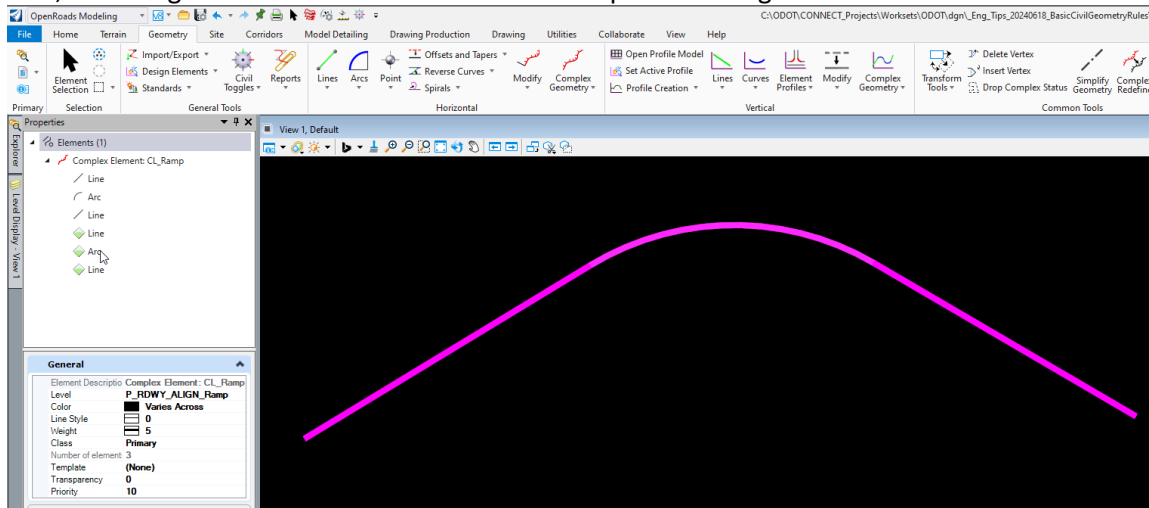 OpenRoads Modeling
C:\ODOT\CONNECT_Projects\Worksets\ODOT\dgn\_Eng_Tips_20240618_BasicCivilGeometryRules
File Home Terrain Geometry Site Corridors Model Detailing Drawing Production Drawing Utilities Collaborate View Help
Element Selection
Import/Export
Design Elements
Standards
Civil Toggles
Reports
Lines
Arcs
Point
Offsets and Tapers
Reverse Curves
Spirals
Modify
Complex Geometry
Open Profile Model
Set Active Profile
Profile Creation
Lines
Curves
Element Profiles
Modify
Complex Geometry
Transform Tools
Delete Vertex
Insert Vertex
Drop Complex Status
Simplify Geometry
Comple
Redefin
Primary Selection General Tools Horizontal Vertical Common Tools
Properties
Explorer
Level Display - View 1
Elements (1)
Complex Element: CL_Ramp
Line
Arc
Line
Line
Arc
Line
View 1, Default
General
Element Descriptio Complex Element: CL_Ramp
Level P_RDWY_ALIGN_Ramp
Color Varies Across
Line Style 0
Weight 5
Class Primary
Number of element 3
Template (None)
Transparency 0
Priority 10